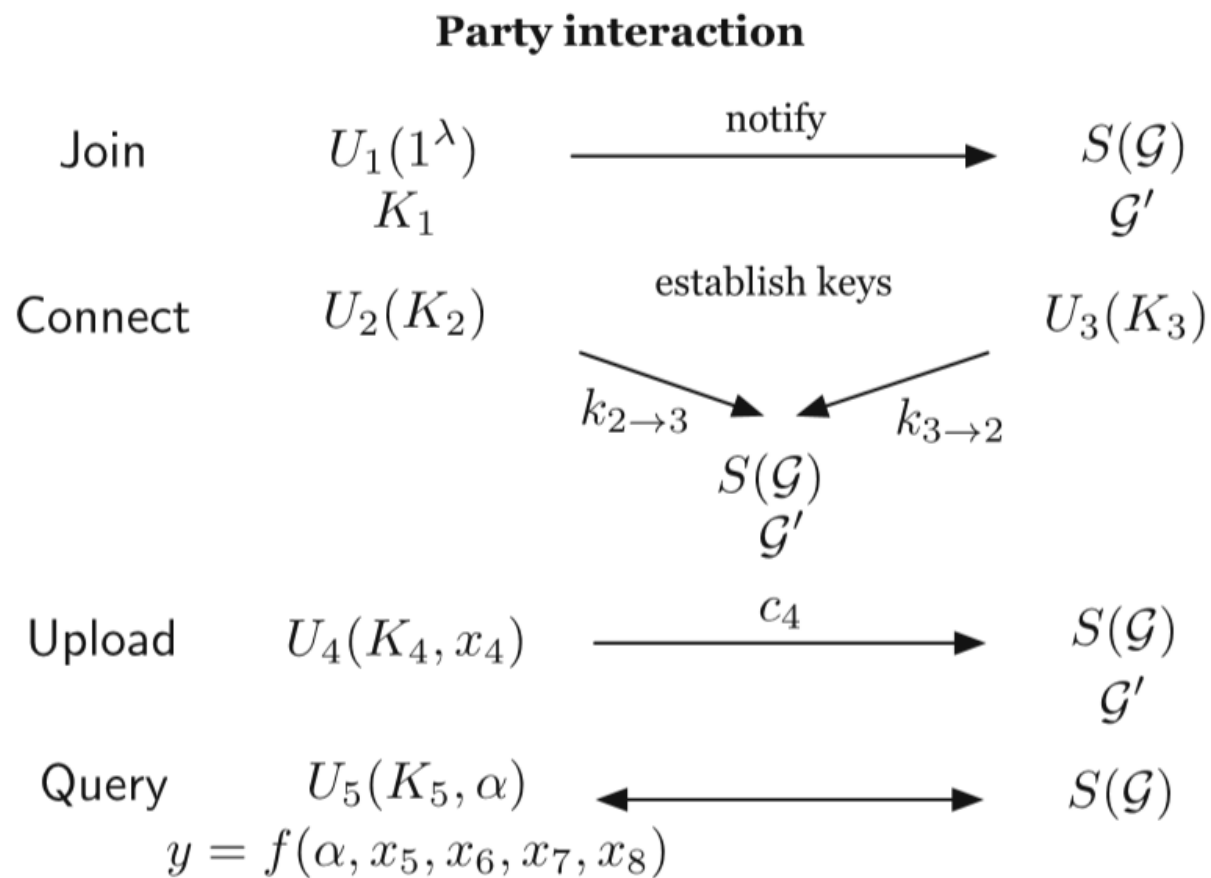 Party interaction
Join U₁(1^λ) notify S(𝒢)
K₁ 𝒢′
Connect U₂(K₂) establish keys U₃(K₃)
k₂→₃ k₃→₂
S(𝒢)
𝒢′
Upload U₄(K₄, x₄) c₄ S(𝒢)
𝒢′
Query U₅(K₅, α) S(𝒢)
y = f(α, x₅, x₆, x₇, x₈)